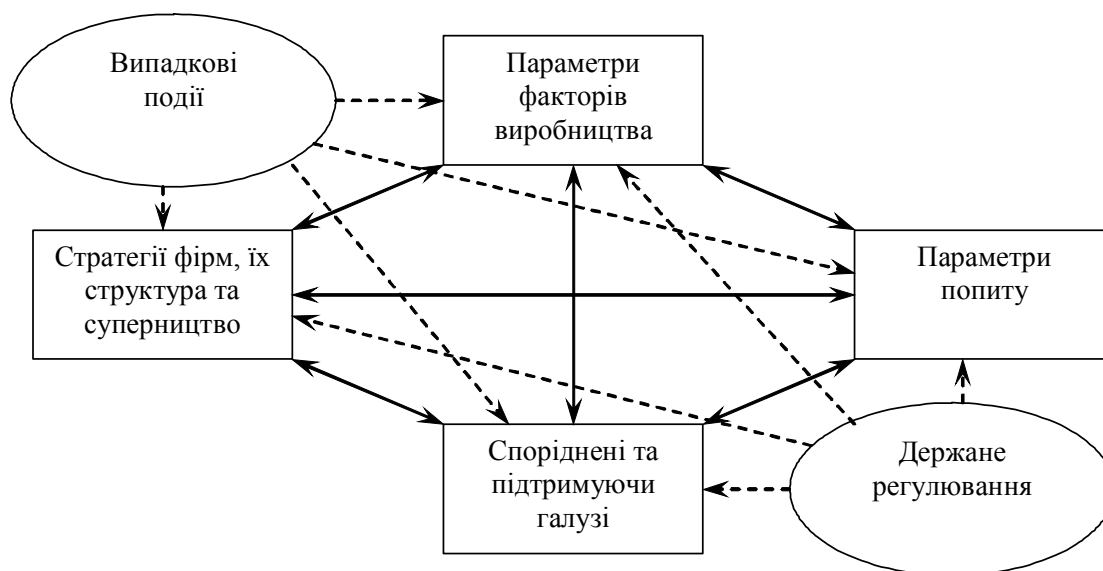 Випадкові
події
Параметри
факторів
виробництва
Стратегії фірм, їх
структура та
суперництво
Параметри
попиту
Споріднені та
підтримуючи
галузі
Держане
регулювання